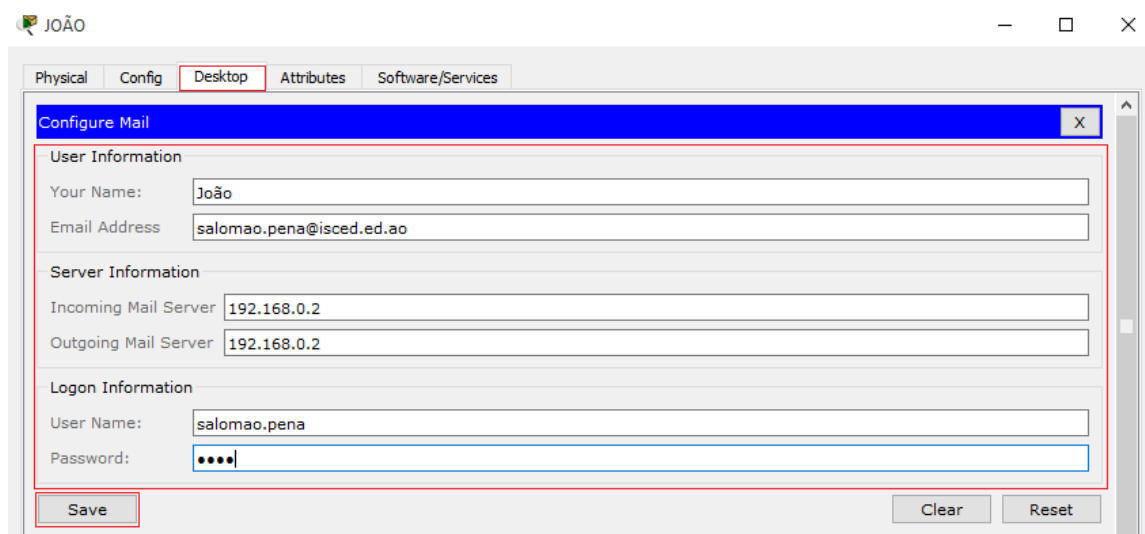 JOÃO
Physical Config Desktop Attributes Software/Services
Configure Mail X
User Information
Your Name: João
Email Address salomao.pena@isced.ed.ao
Server Information
Incoming Mail Server 192.168.0.2
Outgoing Mail Server 192.168.0.2
Logon Information
User Name: salomao.pena
Password: ••••
Save Clear Reset